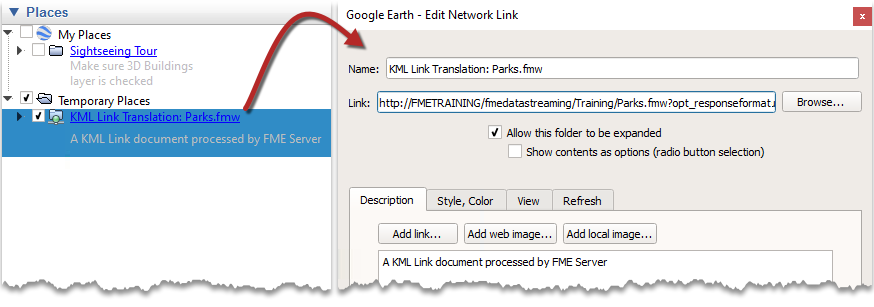 Places
My Places
Sightseeing Tour
Make sure 3D Buildings
layer is checked
Temporary Places
KML Link Translation: Parks.fmw
A KML Link document processed by FME Server
Google Earth - Edit Network Link
x
Name: KML Link Translation: Parks.fmw
Link: http://FMETRAINING/fmedatastreaming/Training/Parks.fmw?opt_responseformat. Browse...
Allow this folder to be expanded
Show contents as options (radio button selection)
Description Style, Color View Refresh
Add link... Add web image... Add local image...
A KML Link document processed by FME Server